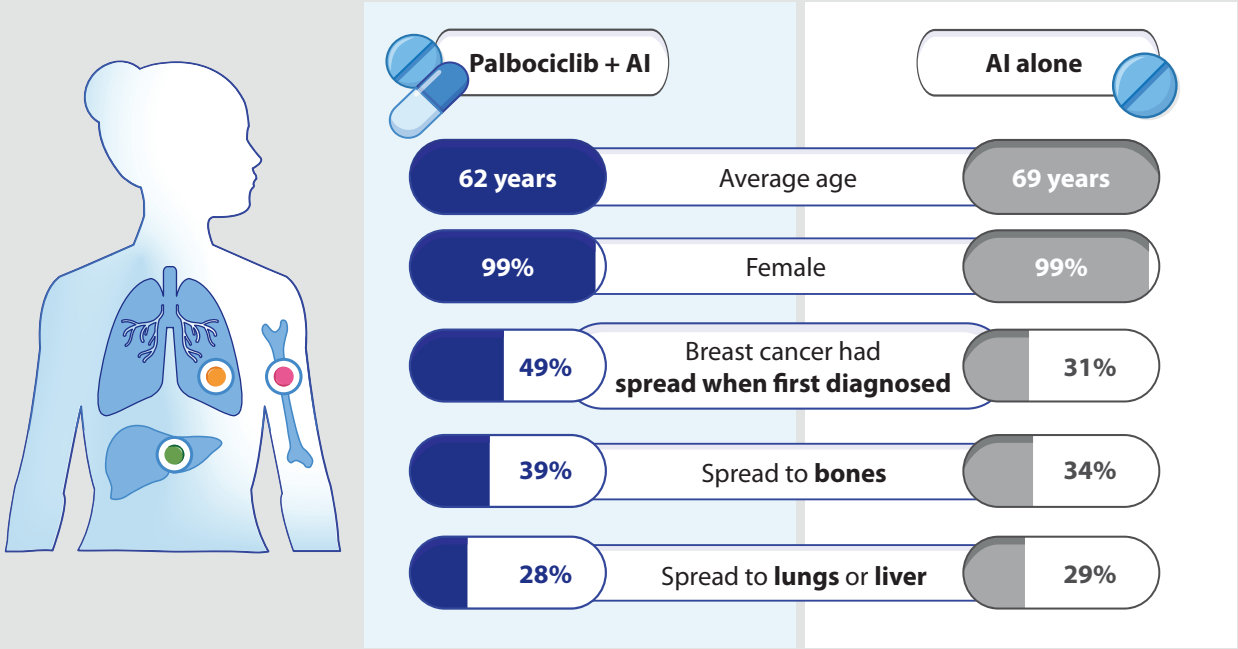 Palbociclib + AI
AI alone
62 years
Average age
69 years
99%
Female
99%
49%
Breast cancer had
spread when first diagnosed
31%
39%
Spread to bones
34%
28%
Spread to lungs or liver
29%